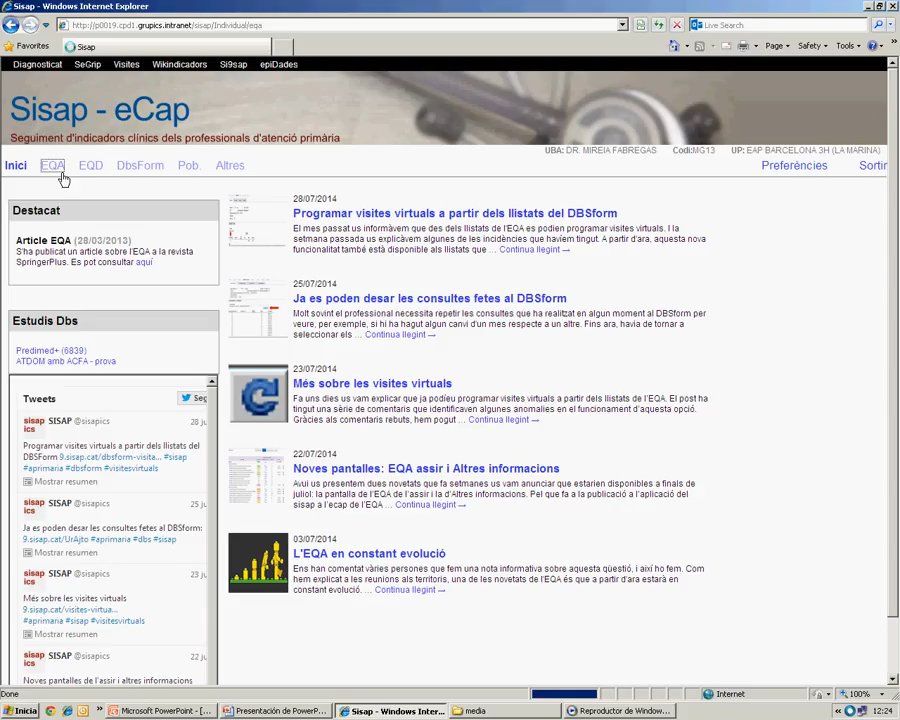 Sisap - Windows Internet Explorer
http://p0019.cpd1.grupics.intranet/sisap/Individual/eqa
Live Search
Favorites
Sisap
Page
Safety
Tools
Diagnosticat SeGrip Visites Wikindicadors Si9sap epiDades
Sisap - eCap
Seguiment d'indicadors clínics dels professionals d'atenció primària
UBA: DR. MIREIA FABREGAS Codi:MG13 UP: EAP BARCELONA 3H (LA MARINA)
Inici EQA EQD DbsForm Pob. Altres Preferències Sortir
Destacat
Article EQA (28/03/2013)
S'ha publicat un article sobre l'EQA a la revista
SpringerPlus. Es pot consultar aquí
Estudis Dbs
Predimed+ (6839)
ATDOM amb ACFA - prova
Tweets
Seg
sisap ics SISAP @sisapics 28 ju
Programar visites virtuals a partir dels llistats del
DBSform 9.sisap.cat/dbsform-visita... #sisap
#aprimaria #dbsform #visitesvirtuals
Mostrar resumen
sisap ics SISAP @sisapics 25 ju
Ja es poden desar les consultes fetes al DBSform:
9.sisap.cat/UrAjto #aprimaria #dbs #sisap
Mostrar resumen
sisap ics SISAP @sisapics 23 ju
Més sobre les visites virtuals
9.sisap.cat/visites-virtua...
#aprimaria #sisap #visitesvirtuals
Mostrar resumen
sisap ics SISAP @sisapics 22 ju
Noves pantalles de l'assir i altres informacions
28/07/2014
Programar visites virtuals a partir dels llistats del DBSform
El mes passat us informàvem que des dels llistats de l'EQA es podien programar visites virtuals. I la
setmana passada us explicàvem algunes de les incidències que havíem tingut. A partir d'ara, aquesta nova
funcionalitat també està disponible als llistats que ... Continua llegint →
25/07/2014
Ja es poden desar les consultes fetes al DBSform
Molt sovint el professional necessita repetir les consultes que ha realitzat en algun moment al DBSform per
veure, per exemple, si hi ha hagut algun canvi d'un mes respecte a un altre. Fins ara, havia de tornar a
seleccionar els ... Continua llegint →
23/07/2014
Més sobre les visites virtuals
Fa uns dies us vam explicar que ja podíeu programar visites virtuals a partir dels llistats de l'EQA. El post ha
tingut una sèrie de comentaris que identificaven algunes anomalies en el funcionament d'aquesta opció.
Gràcies als comentaris rebuts, hem pogut ... Continua llegint →
22/07/2014
Noves pantalles: EQA assir i Altres informacions
Avui us presentem dues novetats que fa setmanes us vam anunciar que estarien disponibles a finals de
juliol: la pantalla de l'EQA de l'assir i la d'Altres informacions. Pel que fa a la publicació a l'aplicació del
sisap a l'ecap de l'EQA ... Continua llegint →
03/07/2014
L'EQA en constant evolució
Ens han comentat vàries persones que fem una nota informativa sobre aquesta qüestió, i així ho fem. Com
hem explicat a les reunions als territoris, una de les novetats de l'EQA és que a partir d'ara estarà en
constant evolució. ... Continua llegint →
Done Internet 100%
Inicia Microsoft PowerPoint - [... Presentación de PowerP... Sisap - Windows Inter... media Reproductor de Window... 12:24